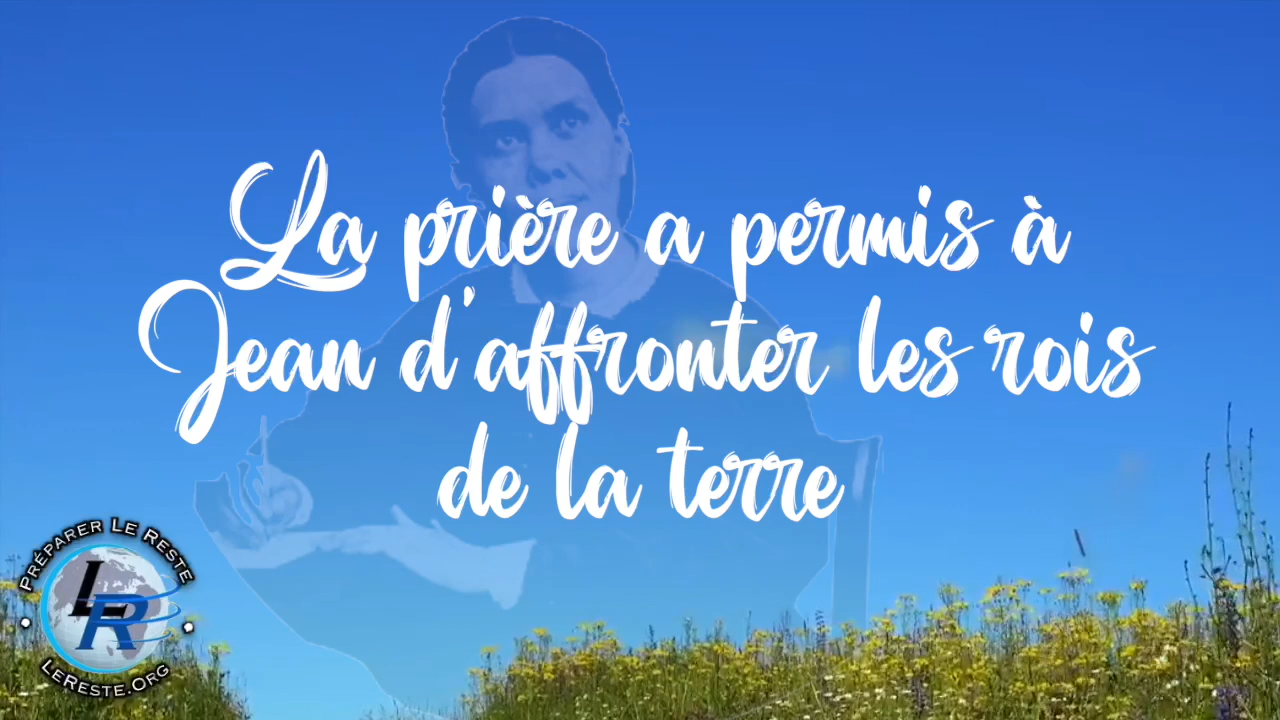 La prière a permis à
Jean d'affronter les rois
de la terre
PRÉPARER LE RESTE
LR
LERESTE.ORG